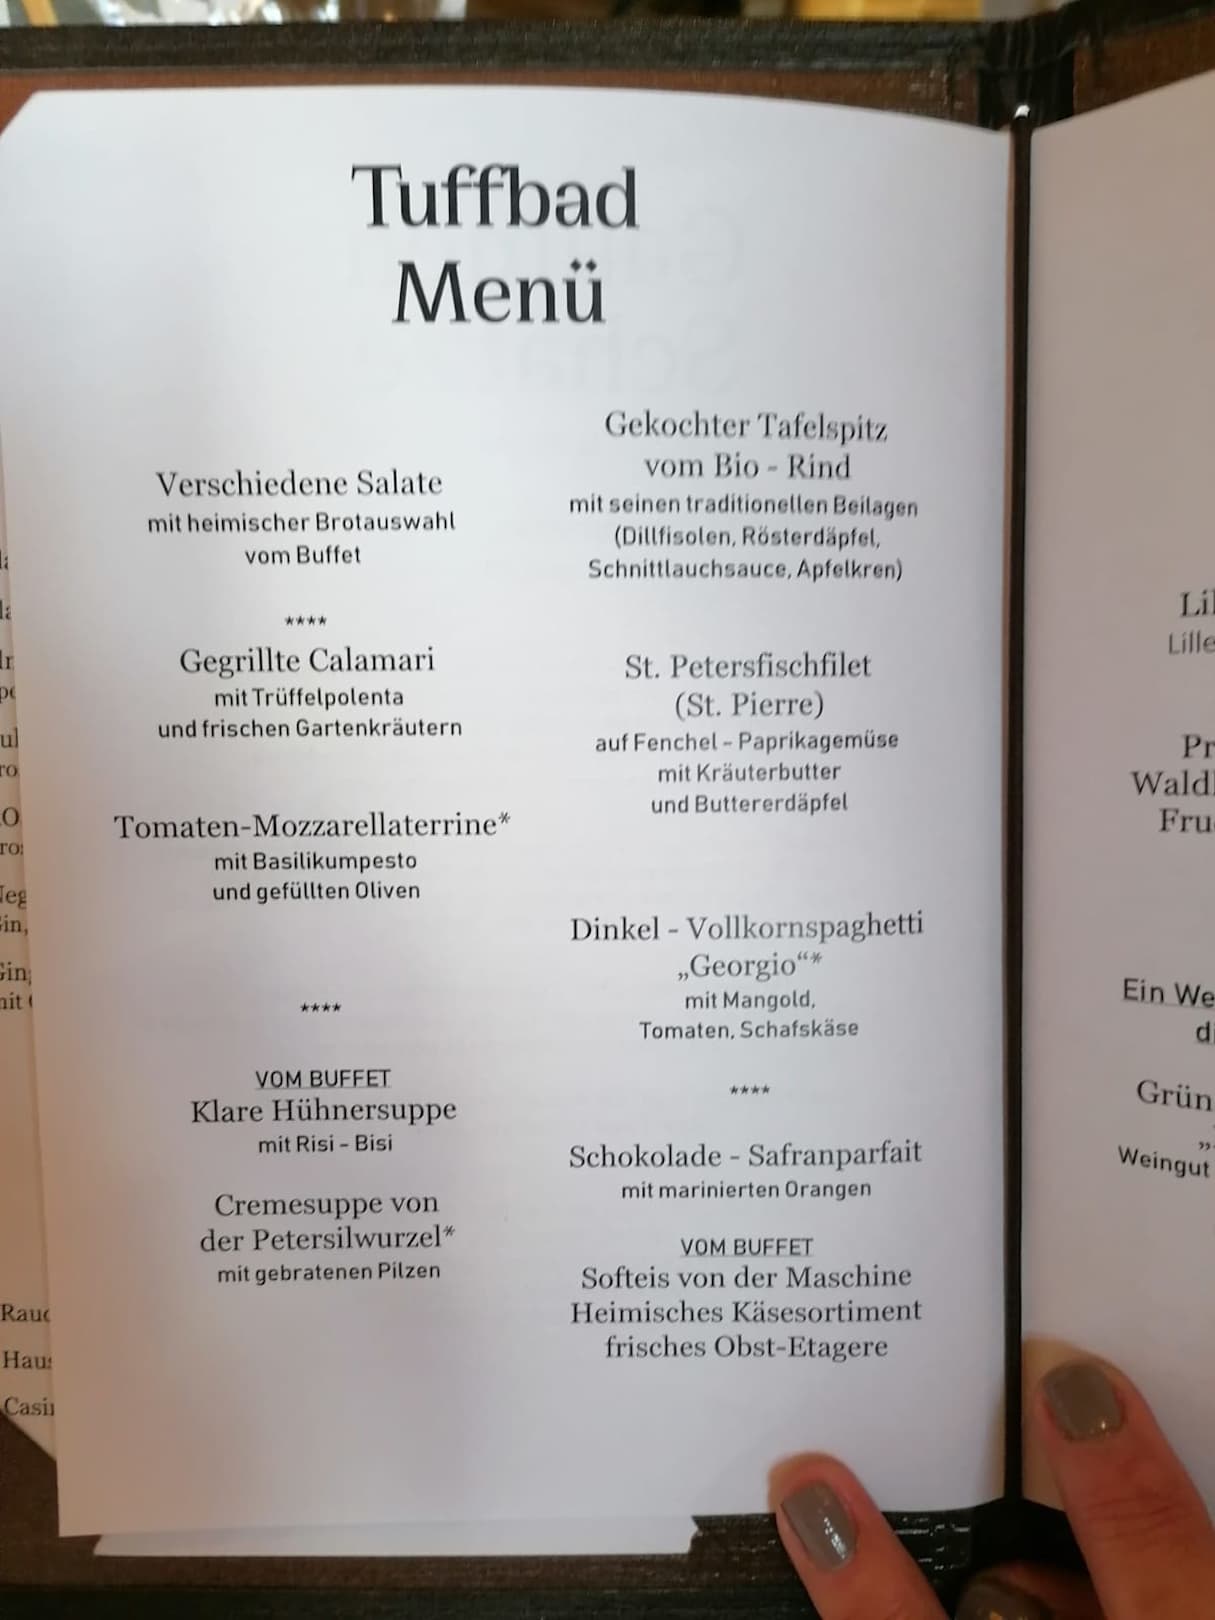 Tuffbad
Menü
Verschiedene Salate
mit heimischer Brotauswahl
vom Buffet
****
Gegrillte Calamari
mit Trüffelpolenta
und frischen Gartenkräutern
Tomaten-Mozzarellaterrine*
mit Basilikumpesto
und gefüllten Oliven
****
VOM BUFFET
Klare Hühnersuppe
mit Risi - Bisi
Cremesuppe von
der Petersilwurzel*
mit gebratenen Pilzen
Gekochter Tafelspitz
vom Bio - Rind
mit seinen traditionellen Beilagen
(Dillfisolen, Rösterdäpfel,
Schnittlauchsauce, Apfelkren)
St. Petersfischfilet
(St. Pierre)
auf Fenchel - Paprikagemüse
mit Kräuterbutter
und Buttererdäpfel
Dinkel - Vollkornspaghetti
„Georgio“*
mit Mangold,
Tomaten, Schafskäse
****
Schokolade - Safranparfait
mit marinierten Orangen
VOM BUFFET
Softeis von der Maschine
Heimisches Käsesortiment
frisches Obst-Etagere
Ein We
Weingut